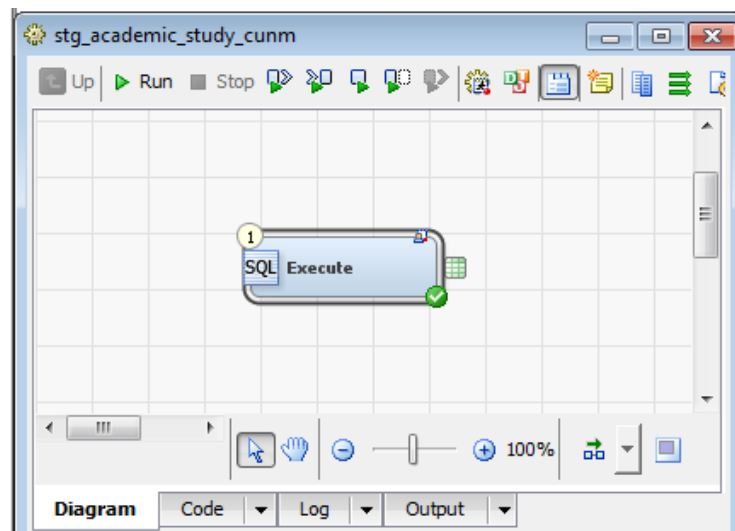 stg_academic_study_cunm
Up Run Stop
1
SQL Execute
100%
Diagram Code Log Output